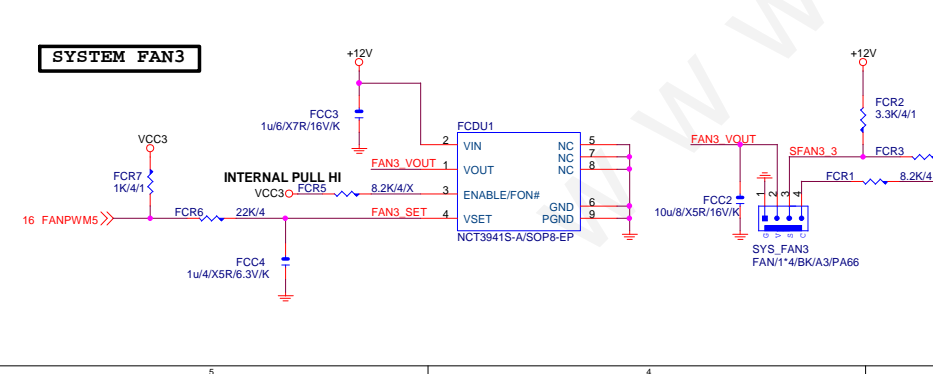 SYSTEM FAN3
+12V
+12V
FCC3
1u/6/X7R/16V/K
FCR2
3.3K/4/1
VCC3
FCDU1
2 VIN
NC 5
NC 7
NC 8
FAN3_VOUT 1 VOUT
FAN3_VOUT
SFAN3_3
FCR3
FCR7
1K/4/1
INTERNAL PULL HI
VCC3 FCR5 8.2K/4/X 3 ENABLE/FON#
FCR1 8.2K/4
1 2 3 4
FCC2
10u/8/X5R/16V/K
GND 6
PGND 9
16 FANPWM5 FCR6 22K/4 FAN3_SET 4 VSET
NCT3941S-A/SOP8-EP
G V S C
SYS_FAN3
FAN/1*4/BK/A3/PA66
FCC4
1u/4/X5R/6.3V/K
5
4
W W
W